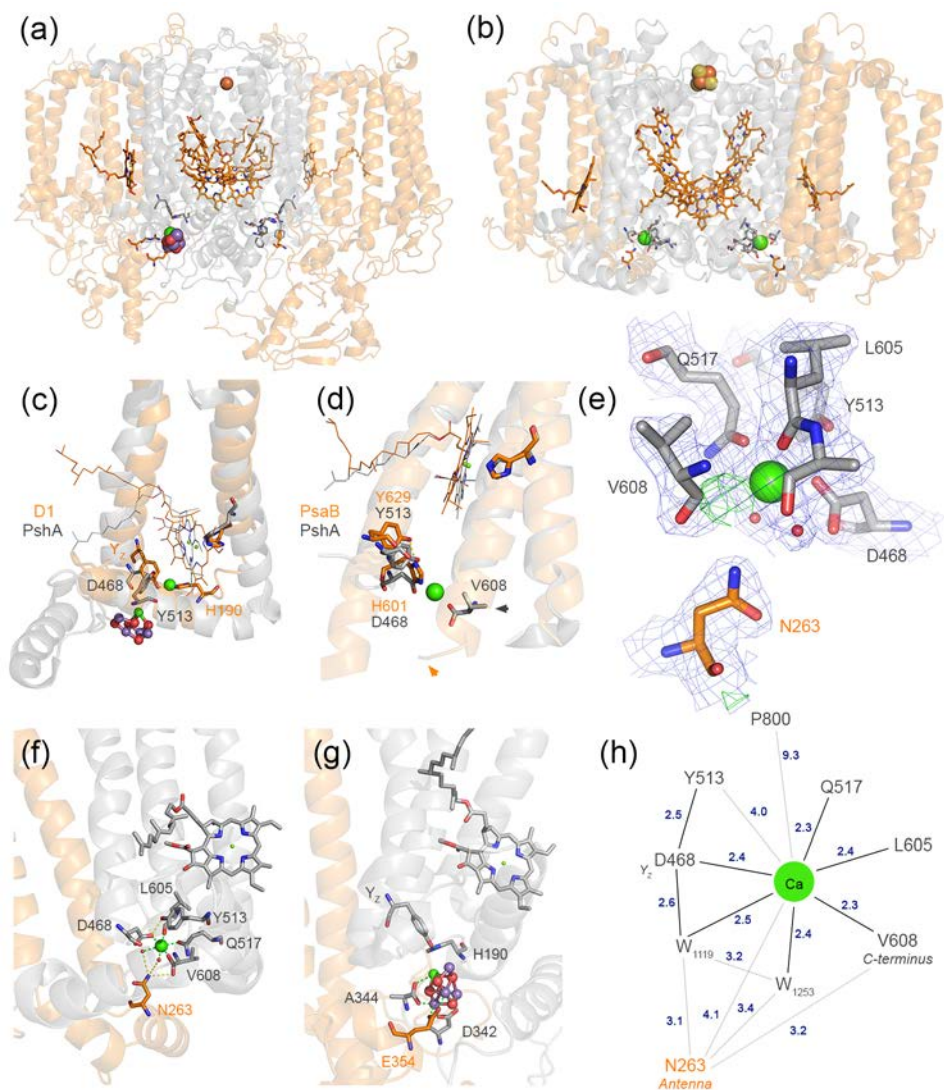 (a)
(b)
(c)
D1
PshA
Yz
D468
Y513
H190
(d)
PsaB
PshA
Y629
Y513
H601
D468
V608
(e)
Q517
L605
Y513
V608
D468
N263
(f)
L605
D468
Y513
Q517
V608
N263
(g)
Yz
H190
A344
D342
E354
(h)
P800
9.3
Y513
Q517
2.5
4.0
2.3
L605
2.4
Yz D468
2.4
Ca
2.6
2.5
2.3
2.4
V608
C-terminus
W1119
3.2
W1253
3.1
4.1
3.4
3.2
N263
Antenna